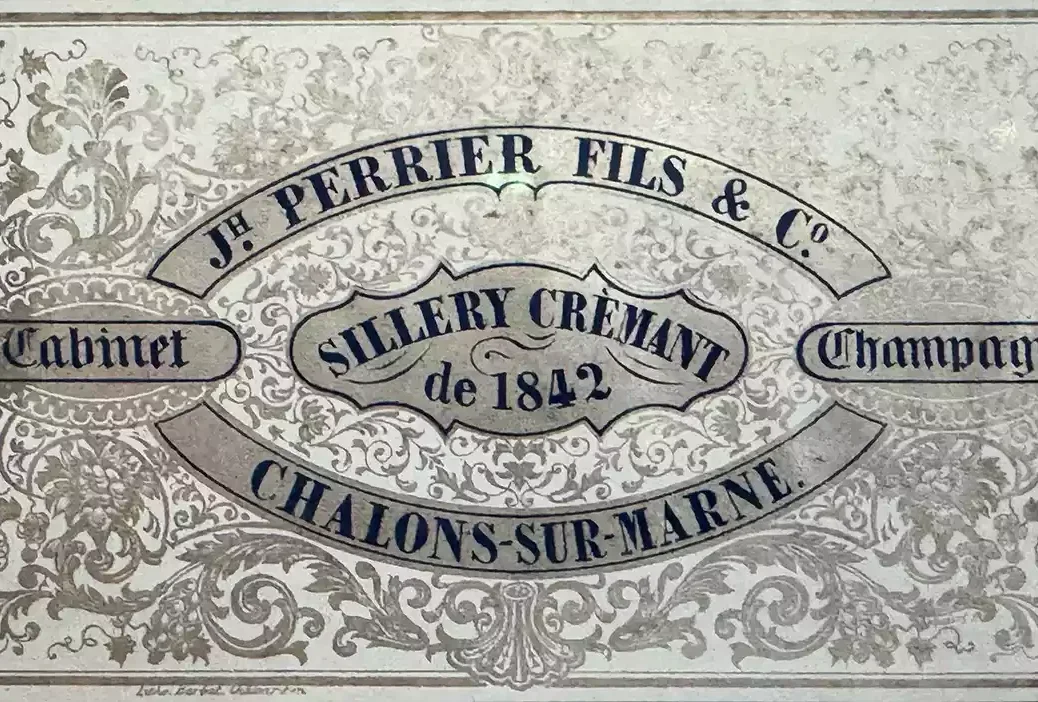 JH. PERRIER FILS & Co.
Cabinet
SILLERY CRÈMANT
de 1842
Champag
CHALONS-SUR-MARNE.